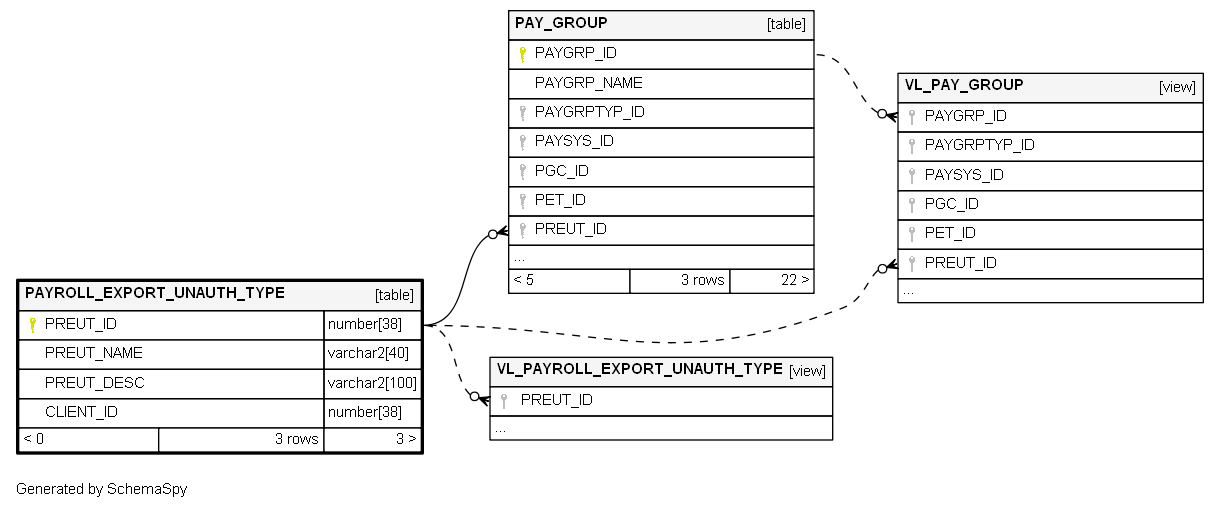 PAY_GROUP [table]
PAYGRP_ID
PAYGRP_NAME
PAYGRPTYP_ID
PAYSYS_ID
PGC_ID
PET_ID
PREUT_ID
...
< 5 3 rows 22 >
VL_PAY_GROUP [view]
PAYGRP_ID
PAYGRPTYP_ID
PAYSYS_ID
PGC_ID
PET_ID
PREUT_ID
...
PAYROLL_EXPORT_UNAUTH_TYPE [table]
PREUT_ID number[38]
PREUT_NAME varchar2[40]
PREUT_DESC varchar2[100]
CLIENT_ID number[38]
< 0 3 rows 3 >
VL_PAYROLL_EXPORT_UNAUTH_TYPE [view]
PREUT_ID
...
Generated by SchemaSpy